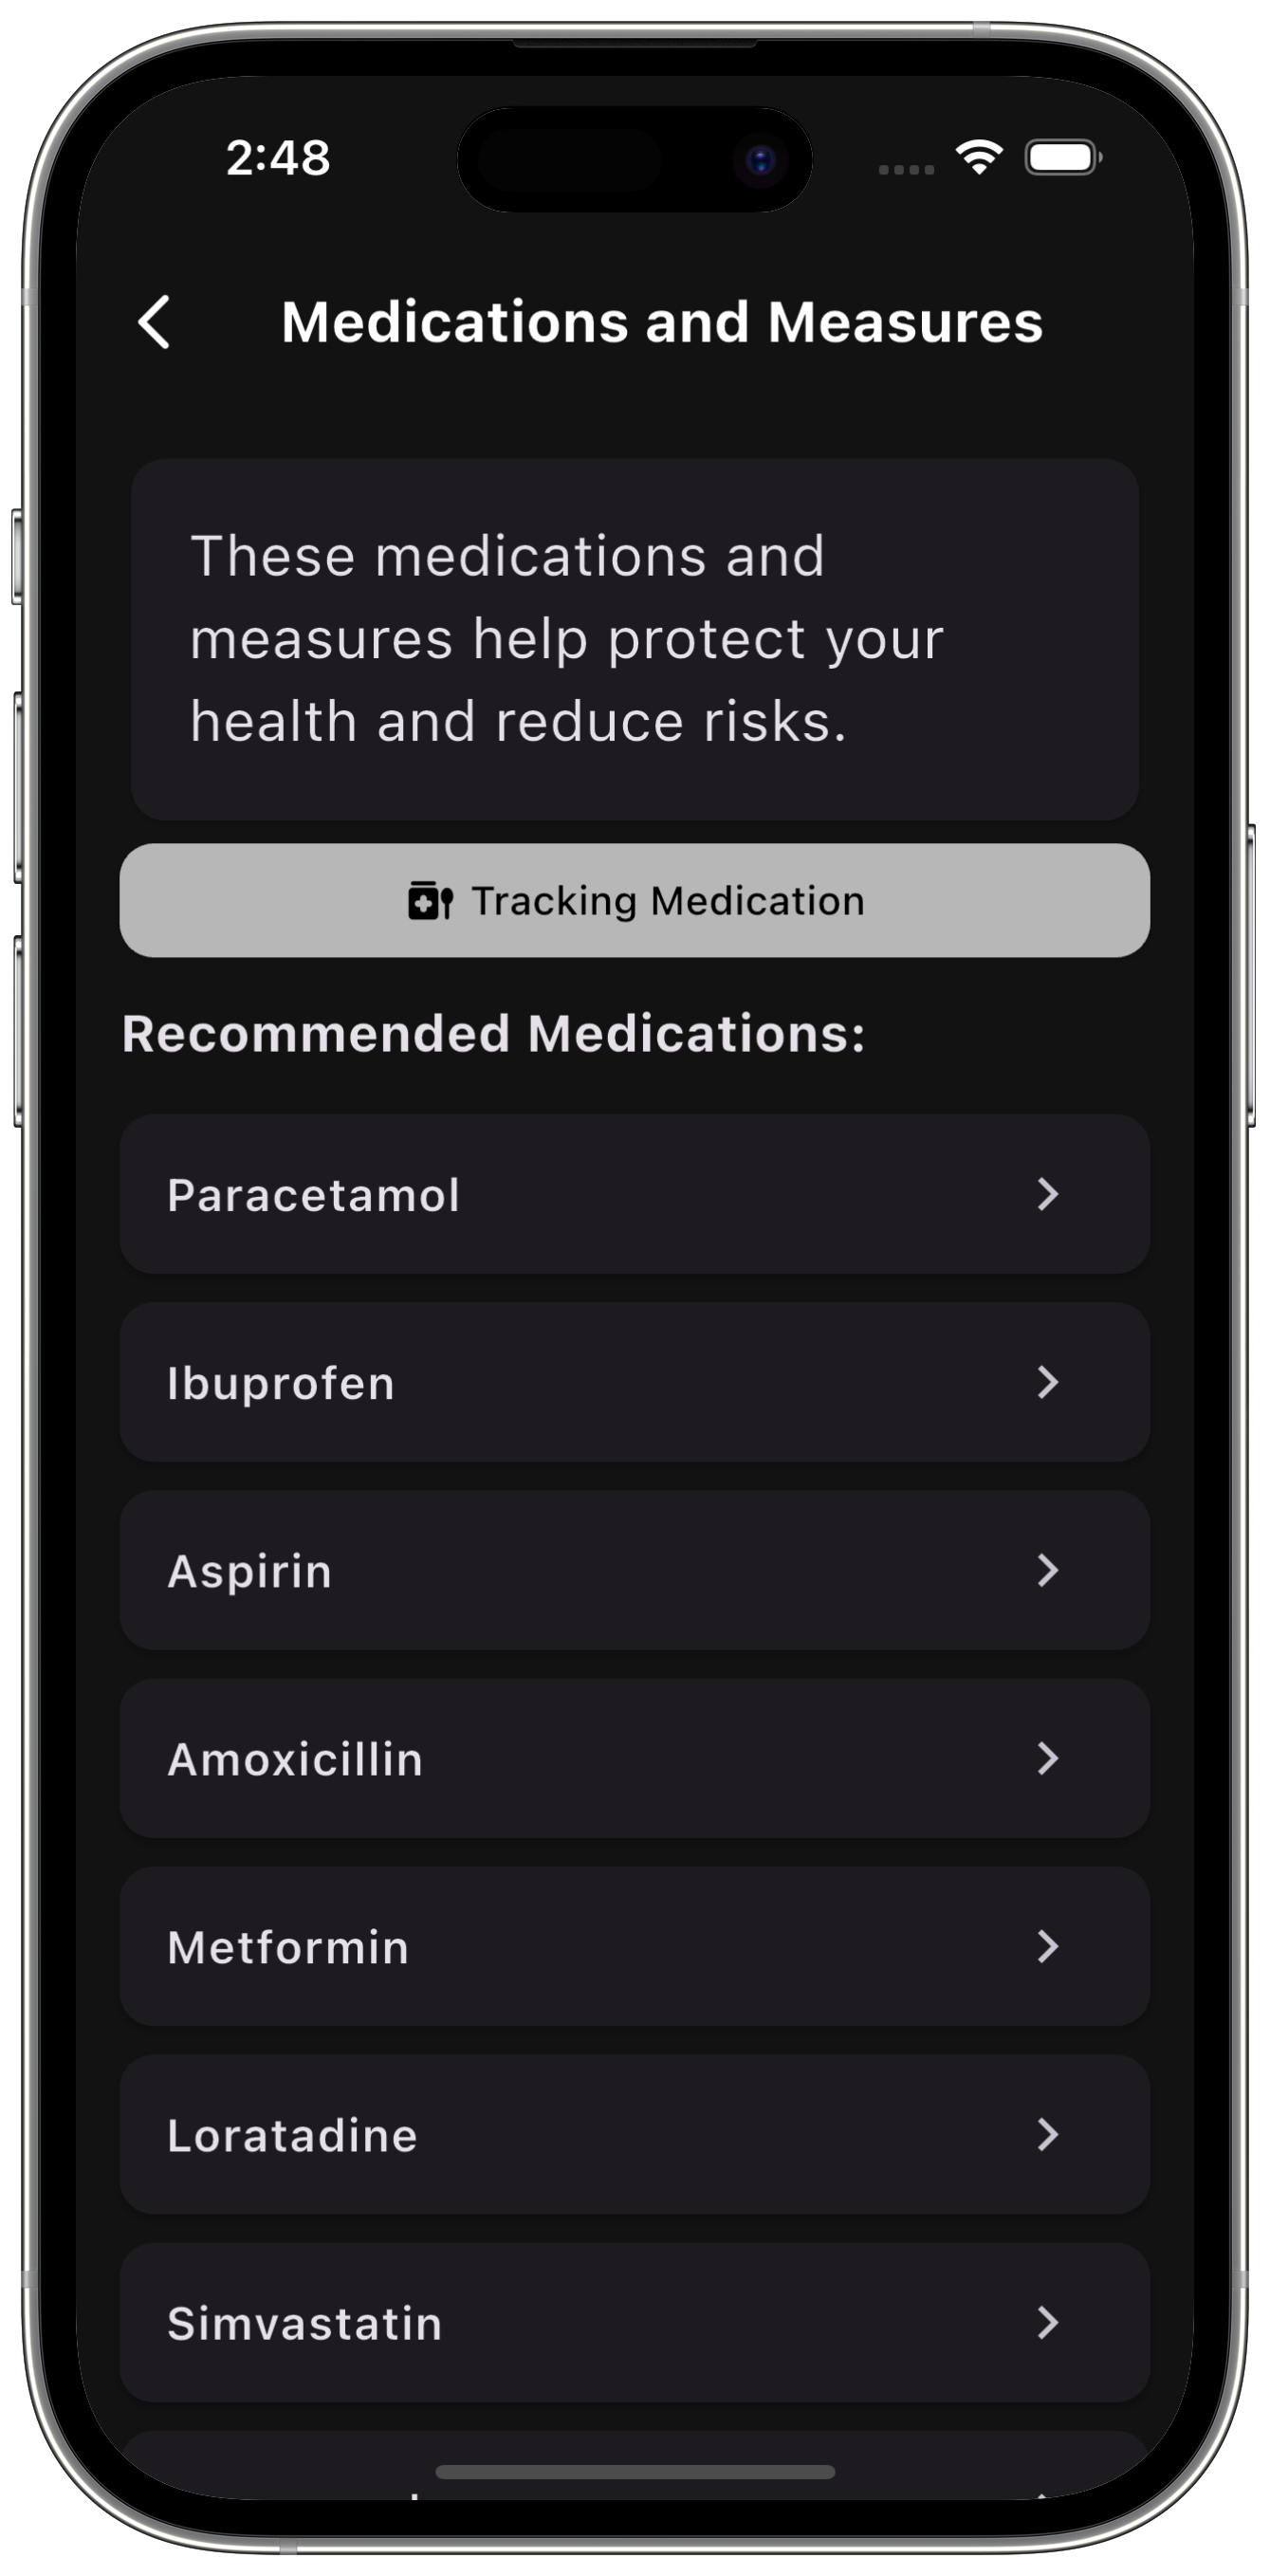 2:48
Medications and Measures
These medications and
measures help protect your
health and reduce risks.
Tracking Medication
Recommended Medications:
Paracetamol
Ibuprofen
Aspirin
Amoxicillin
Metformin
Loratadine
Simvastatin